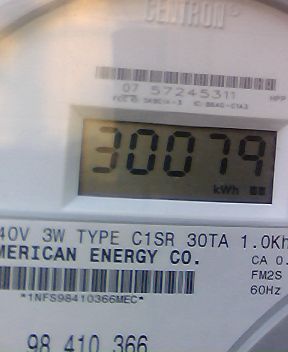 CENTRON®
07 57245311 HPP
30079
kWh
40V 3W TYPE C1SR 30TA 1.0Kh
MERICAN ENERGY CO.
CA 0.
FM2S
*1NFS98410366MEC*
60Hz
98 410 366